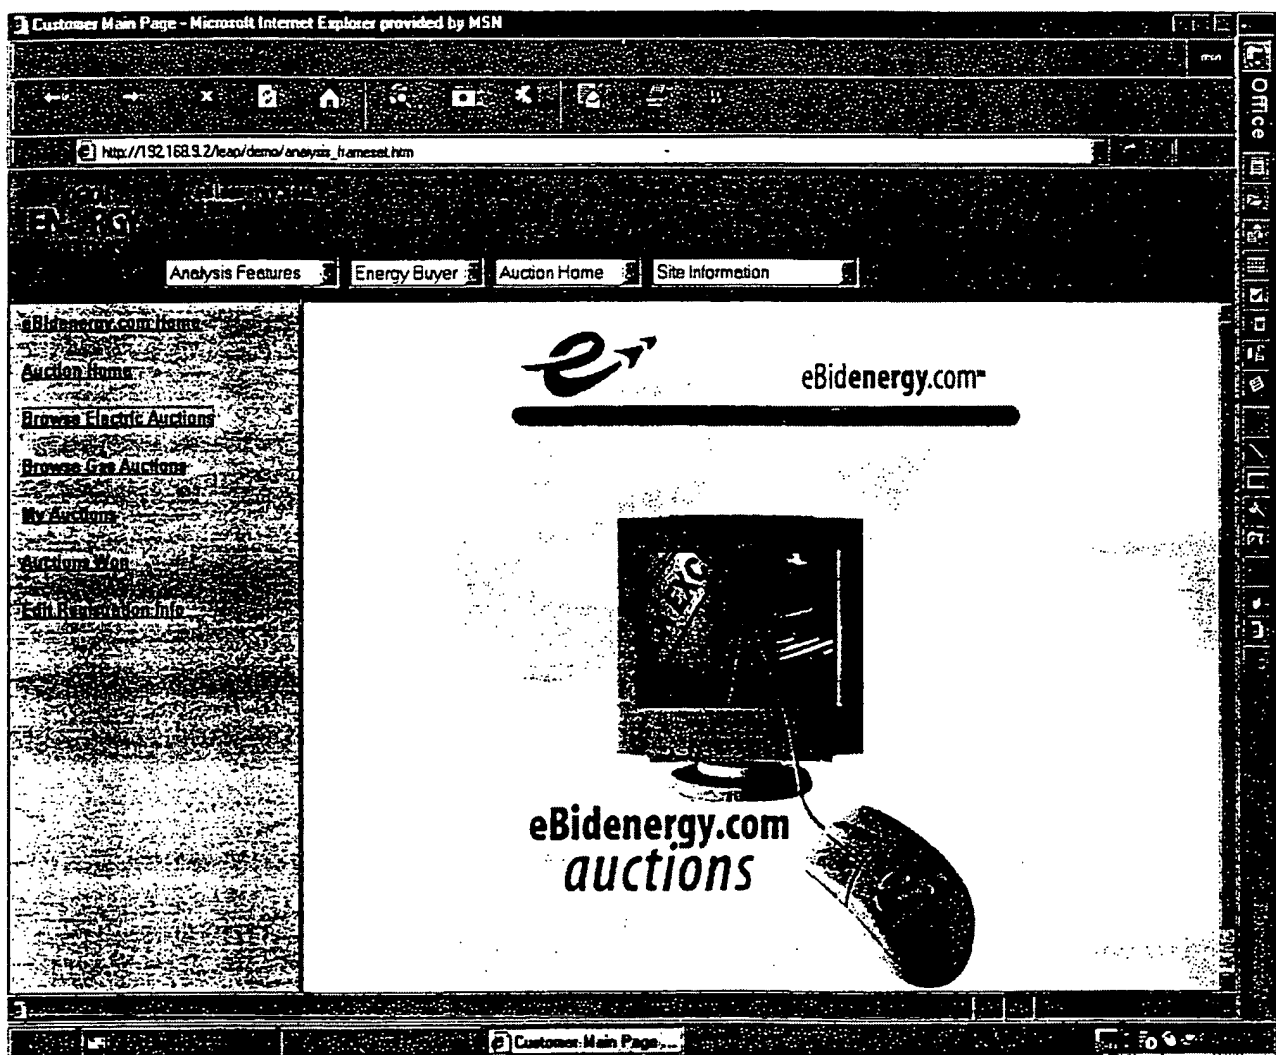 Customer Main Page - Microsoft Internet Explorer provided by MSN
msn
Office
http://192.168.9.2/leap/demo/analysis_frameset.htm
Analysis Features
Energy Buyer
Auction Home
Site Information
eBidenergy.com Home
Auction Home
Browse Electric Auctions
Browse Gas Auctions
My Auctions
Auctions Won
Edit Registration Info
eBidenergy.com
eBidenergy.com
auctions
Customer Main Page ...